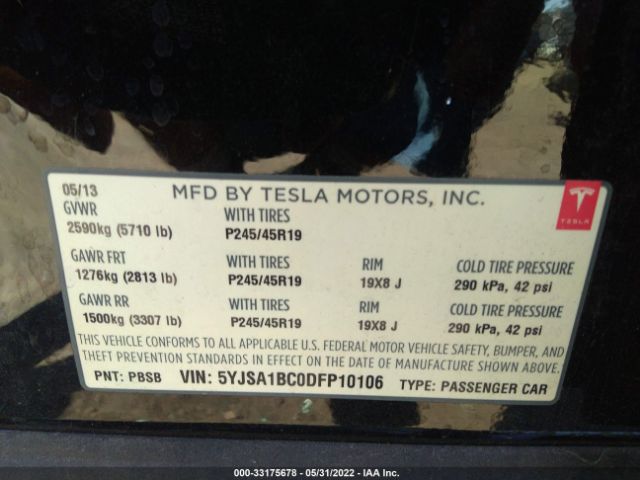 05/13 MFD BY TESLA MOTORS, INC.
TESLA
GVWR WITH TIRES
2590kg (5710 lb) P245/45R19
GAWR FRT WITH TIRES RIM COLD TIRE PRESSURE
1276kg (2813 lb) P245/45R19 19X8 J 290 kPa, 42 psi
GAWR RR WITH TIRES RIM COLD TIRE PRESSURE
1500kg (3307 lb) P245/45R19 19X8 J 290 kPa, 42 psi
THIS VEHICLE CONFORMS TO ALL APPLICABLE U.S. FEDERAL MOTOR VEHICLE SAFETY, BUMPER, AND
THEFT PREVENTION STANDARDS IN EFFECT ON THE DATE OF MANUFACTURE SHOWN ABOVE.
PNT: PBSB VIN: 5YJSA1BC0DFP10106 TYPE: PASSENGER CAR
000-33175678 - 05/31/2022 - IAA Inc.